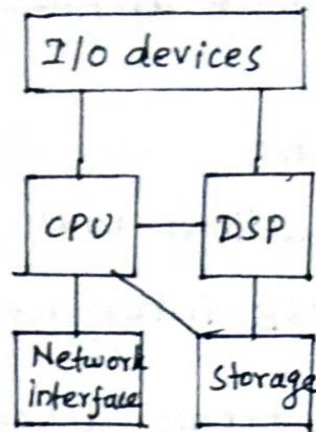 I/O devices
CPU
DSP
Network
interface
Storage